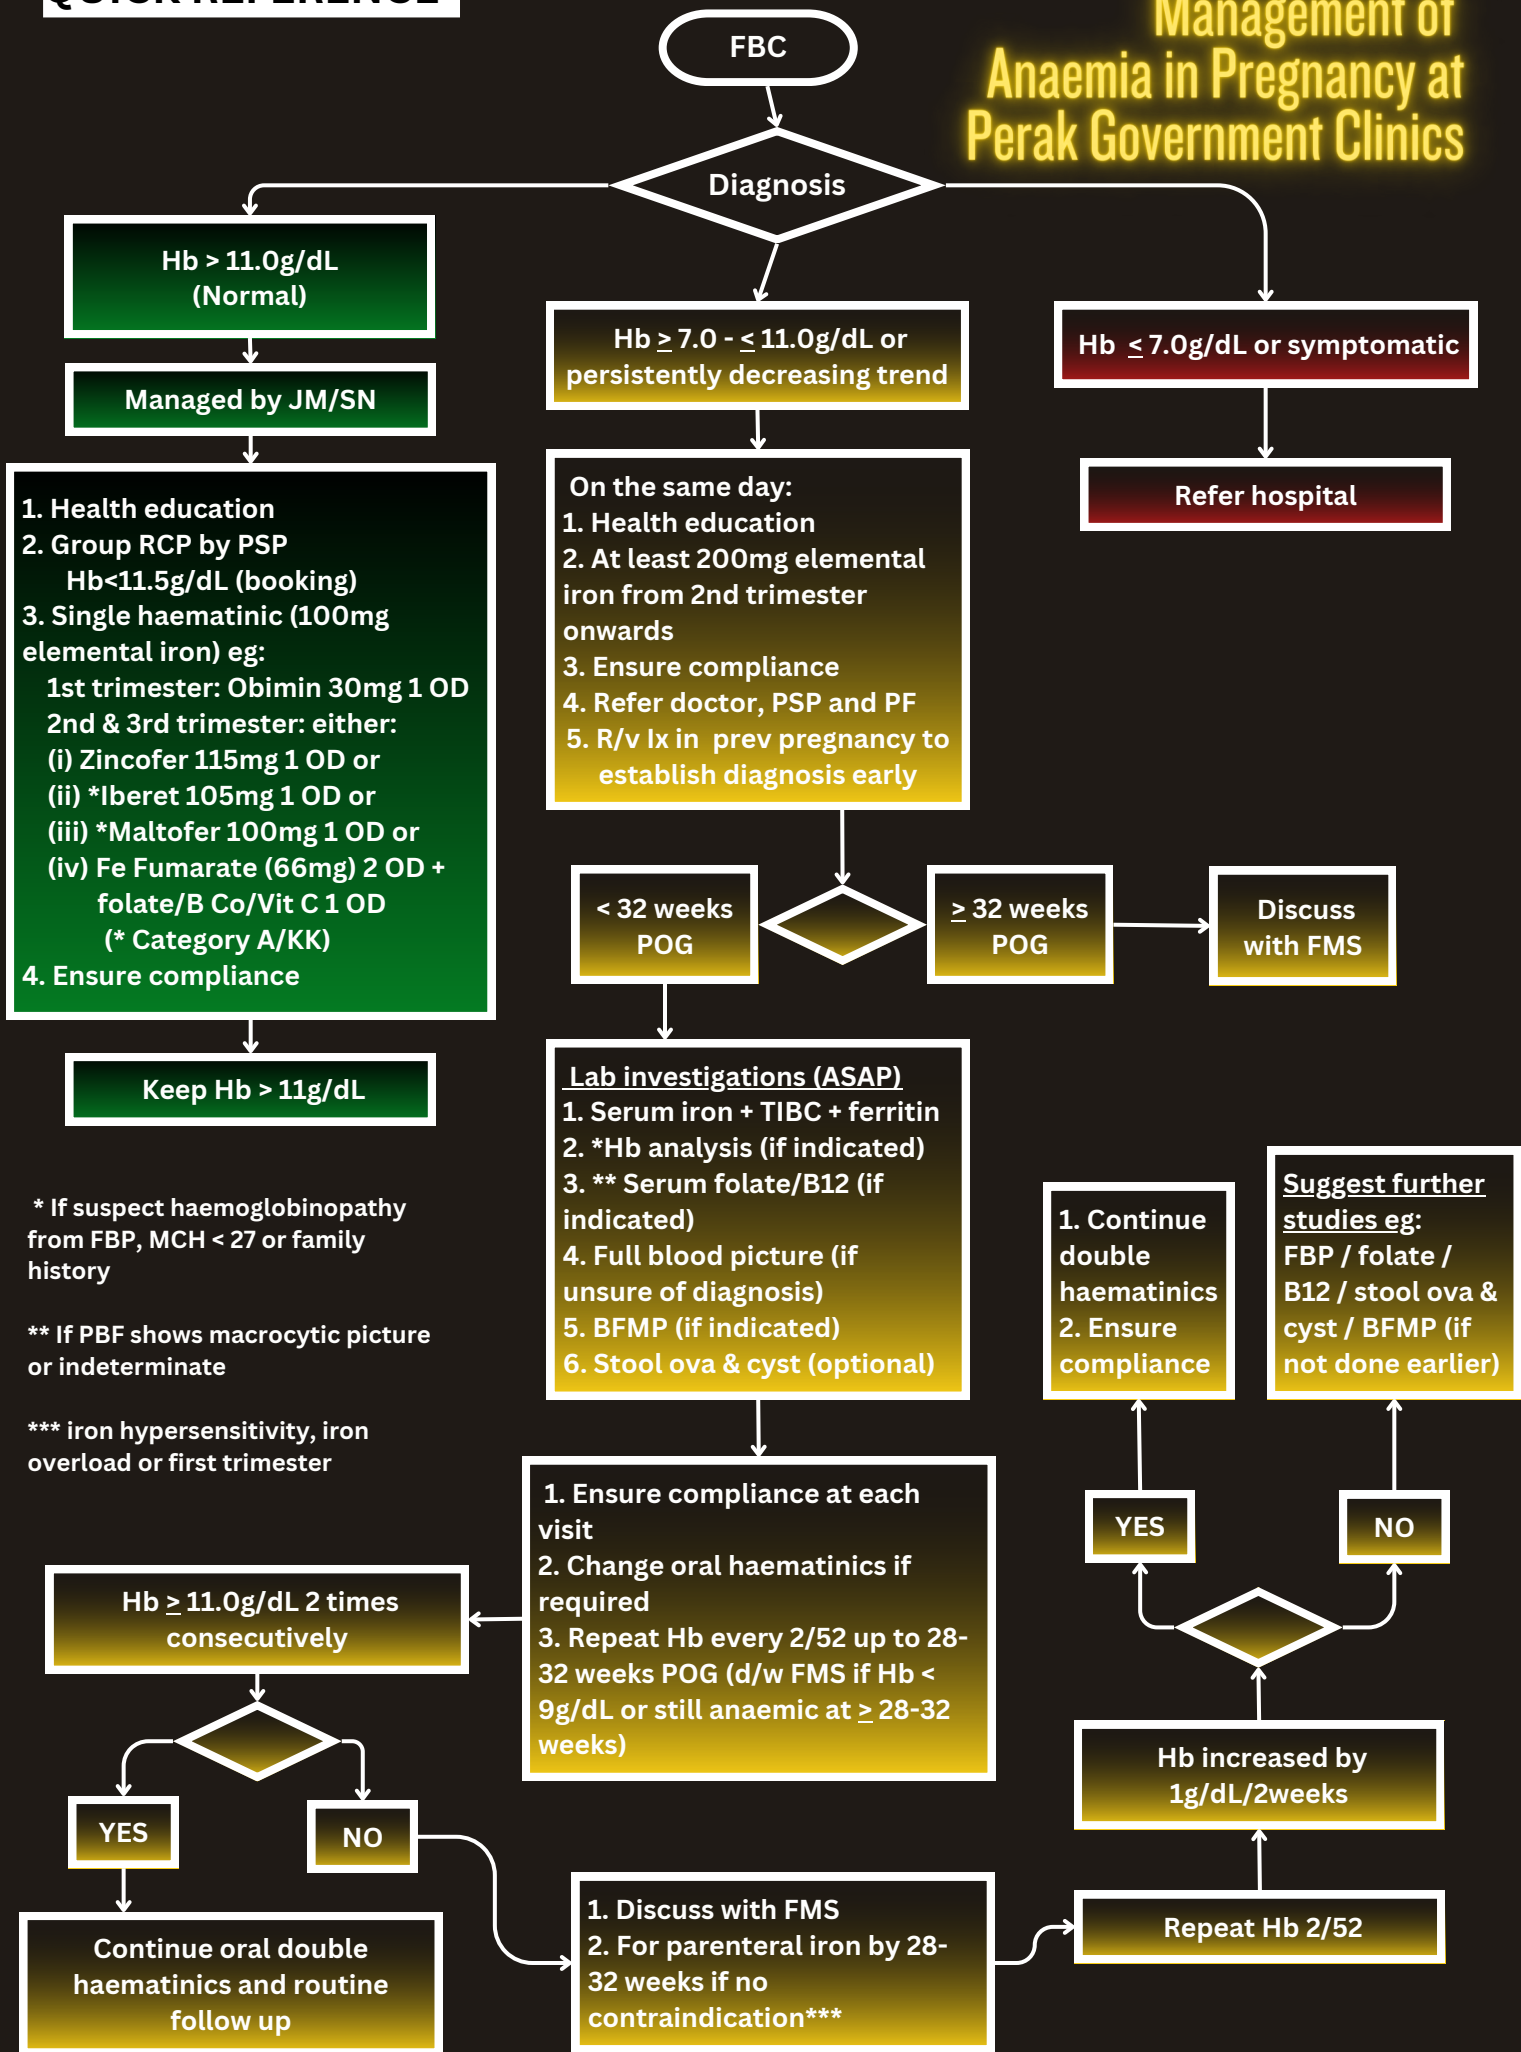 QUICK REFERENCE
Management of
Anaemia in Pregnancy at
Perak Government Clinics
FBC
Diagnosis
Hb > 11.0g/dL
(Normal)
Managed by JM/SN
1. Health education
2. Group RCP by PSP
Hb<11.5g/dL (booking)
3. Single haematinic (100mg
elemental iron) eg:
1st trimester: Obimin 30mg 1 OD
2nd & 3rd trimester: either:
(i) Zincofer 115mg 1 OD or
(ii) *Iberet 105mg 1 OD or
(iii) *Maltofer 100mg 1 OD or
(iv) Fe Fumarate (66mg) 2 OD +
folate/B Co/Vit C 1 OD
(* Category A/KK)
4. Ensure compliance
Keep Hb > 11g/dL
* If suspect haemoglobinopathy
from FBP, MCH < 27 or family
history
** If PBF shows macrocytic picture
or indeterminate
*** iron hypersensitivity, iron
overload or first trimester
Hb ≥ 7.0 - ≤ 11.0g/dL or
persistently decreasing trend
On the same day:
1. Health education
2. At least 200mg elemental
iron from 2nd trimester
onwards
3. Ensure compliance
4. Refer doctor, PSP and PF
5. R/v Ix in prev pregnancy to
establish diagnosis early
Hb ≤ 7.0g/dL or symptomatic
Refer hospital
< 32 weeks
POG
≥ 32 weeks
POG
Discuss
with FMS
Lab investigations (ASAP)
1. Serum iron + TIBC + ferritin
2. *Hb analysis (if indicated)
3. ** Serum folate/B12 (if
indicated)
4. Full blood picture (if
unsure of diagnosis)
5. BFMP (if indicated)
6. Stool ova & cyst (optional)
1. Ensure compliance at each
visit
2. Change oral haematinics if
required
3. Repeat Hb every 2/52 up to 28-
32 weeks POG (d/w FMS if Hb <
9g/dL or still anaemic at ≥ 28-32
weeks)
Hb ≥ 11.0g/dL 2 times
consecutively
YES
NO
Continue oral double
haematinics and routine
follow up
1. Discuss with FMS
2. For parenteral iron by 28-
32 weeks if no
contraindication***
Repeat Hb 2/52
Hb increased by
1g/dL/2weeks
YES
NO
1. Continue
double
haematinics
2. Ensure
compliance
Suggest further
studies eg:
FBP / folate /
B12 / stool ova &
cyst / BFMP (if
not done earlier)